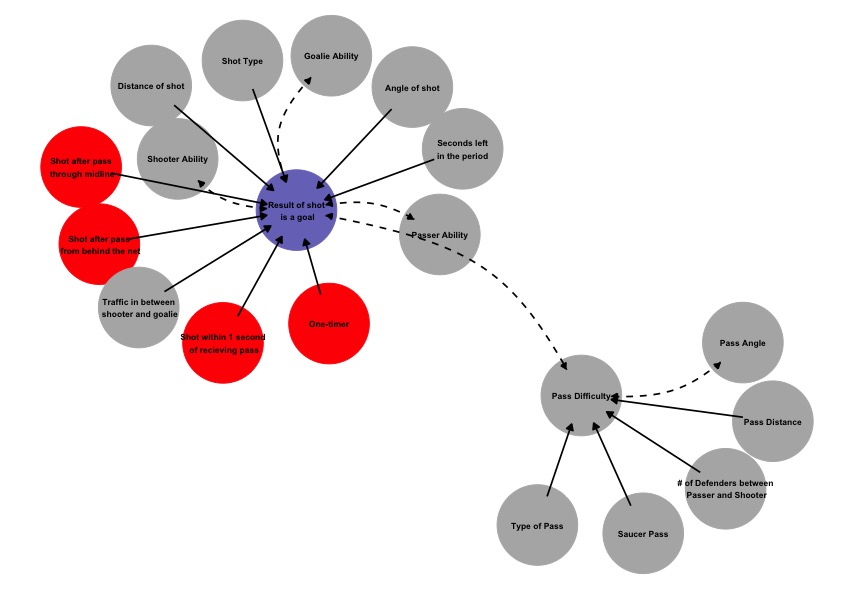 Goalie Ability
Shot Type
Distance of shot
Angle of shot
Seconds left
in the period
Shooter Ability
Shot after pass
through midline
Result of shot
is a goal
Passer Ability
Shot after pass
from behind the net
Traffic in between
shooter and goalie
One-timer
Shot within 1 second
of recieving pass
Pass Angle
Pass Difficulty
Pass Distance
# of Defenders between
Passer and Shooter
Type of Pass
Saucer Pass